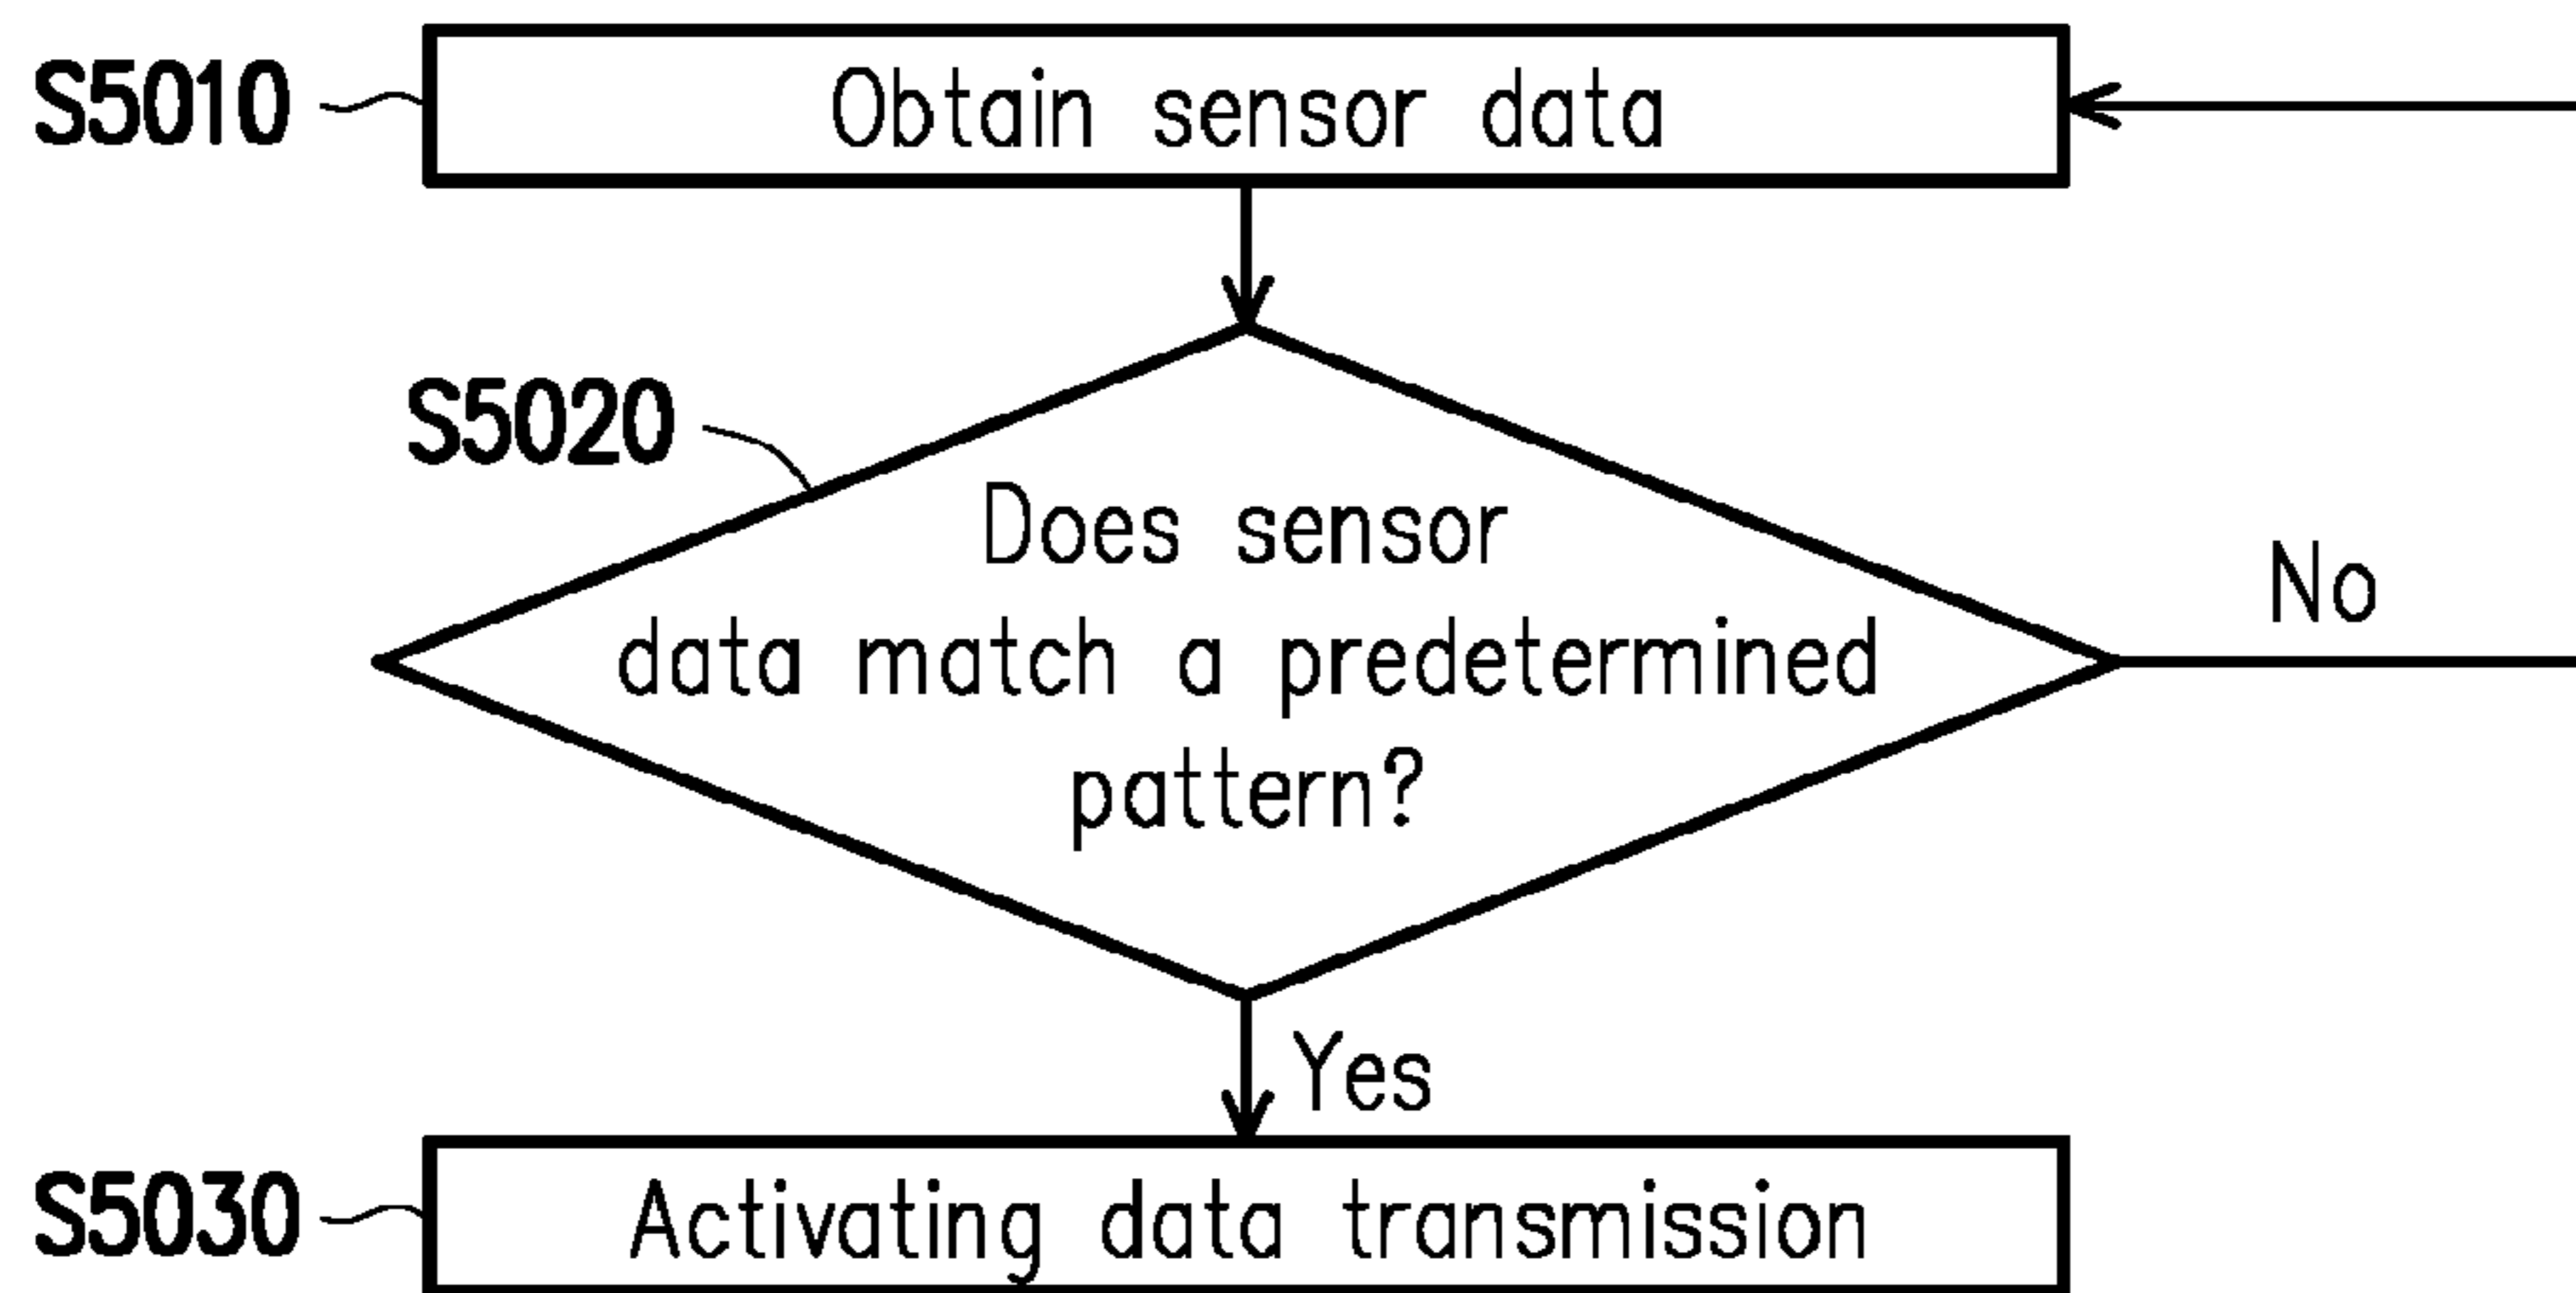 S5010
Obtain sensor data
S5020
Does sensor
data match a predetermined
pattern?
No
Yes
S5030
Activating data transmission